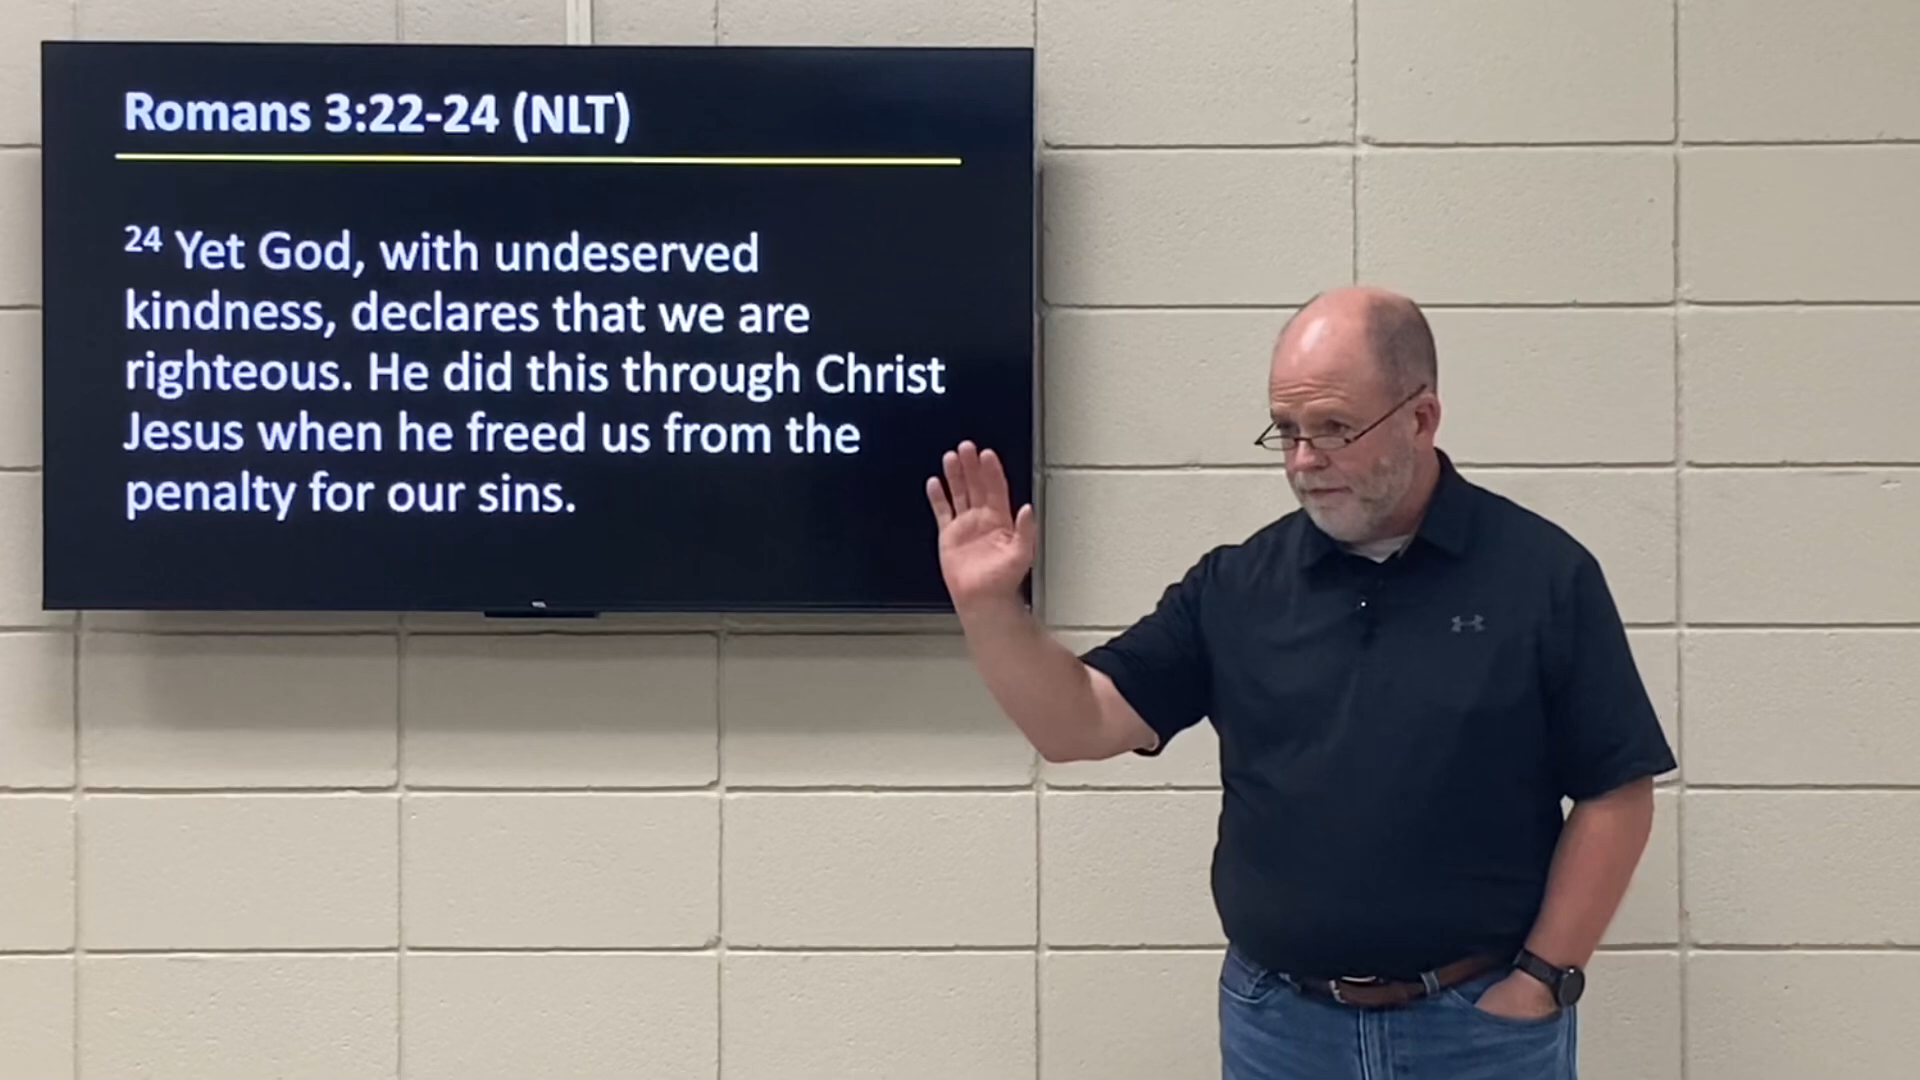 Romans 3:22-24 (NLT)
24 Yet God, with undeserved
kindness, declares that we are
righteous. He did this through Christ
Jesus when he freed us from the
penalty for our sins.